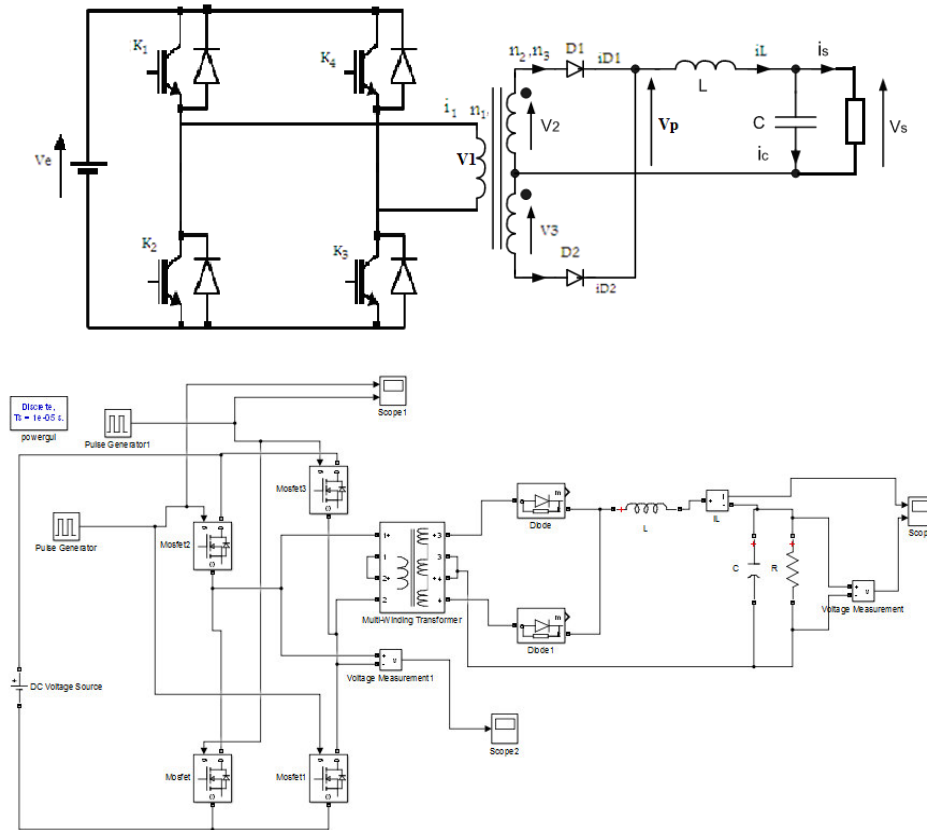 K1
K4
n2,n3
D1
iD1
iL
is
i1
n1,
V2
Vp
L
C
Vs
Ve
V1
ic
K2
K3
V3
D2
iD2
Discrete,
Ts = 1e-05 s.
powergui
Scope1
Pulse Generator1
Mosfet3
Pulse Generator
Mosfet2
Diode
L
IL
Scop
C
R
Multi-Winding Transformer
Voltage Measurement
Diode1
DC Voltage Source
Voltage Measurement1
Scope2
Mosfet
Mosfet1